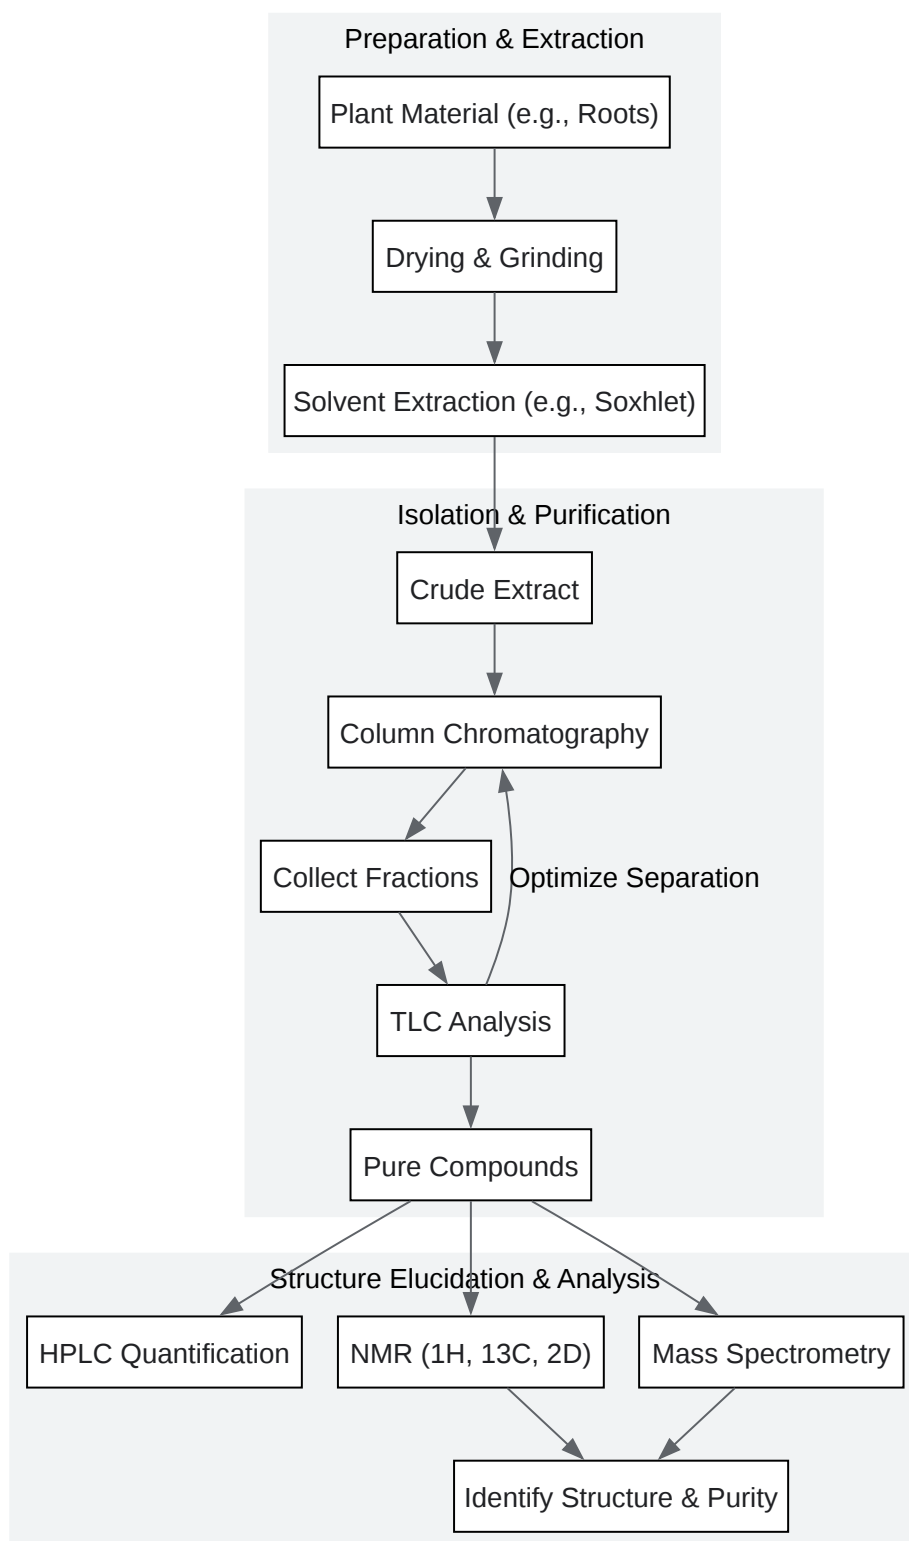 Preparation & Extraction
Plant Material (e.g., Roots)
Drying & Grinding
Solvent Extraction (e.g., Soxhlet)
Isolation & Purification
Crude Extract
Column Chromatography
Collect Fractions
Optimize Separation
TLC Analysis
Pure Compounds
Structure Elucidation & Analysis
HPLC Quantification
NMR (1H, 13C, 2D)
Mass Spectrometry
Identify Structure & Purity